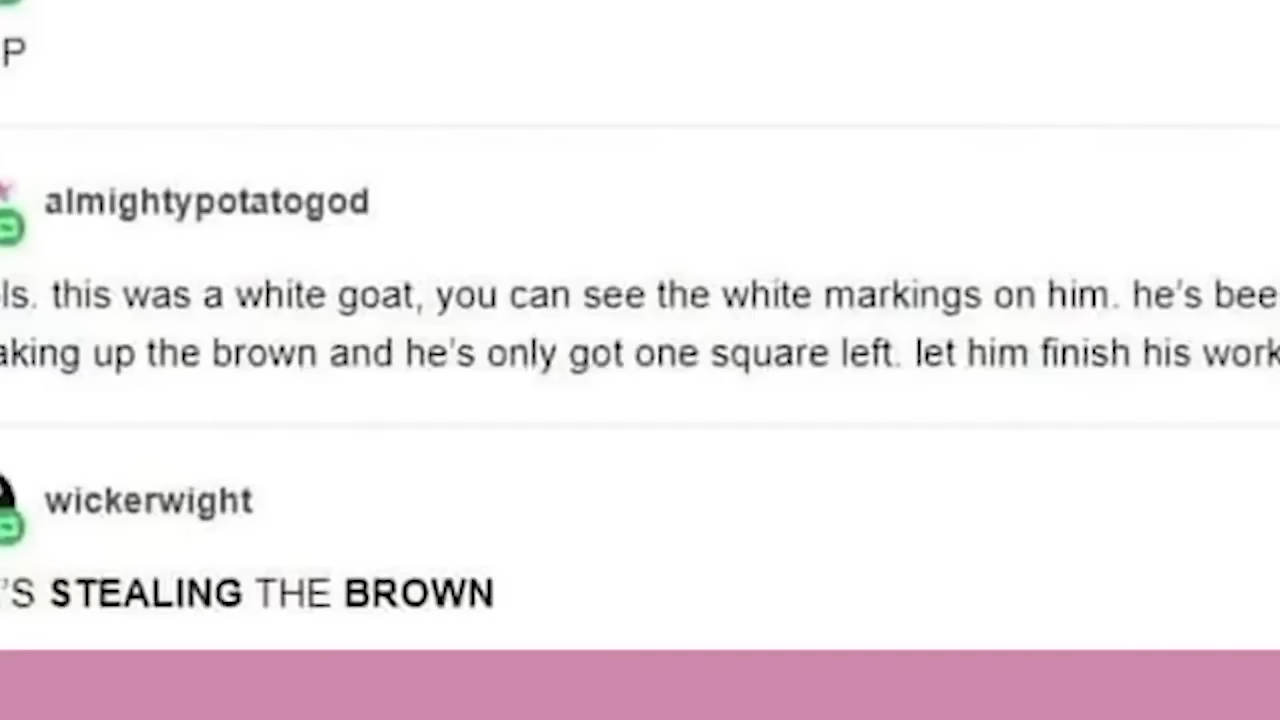 P
almightypotatogod
ls. this was a white goat, you can see the white markings on him. he's bee
aking up the brown and he's only got one square left. let him finish his work
wickerwight
'S STEALING THE BROWN